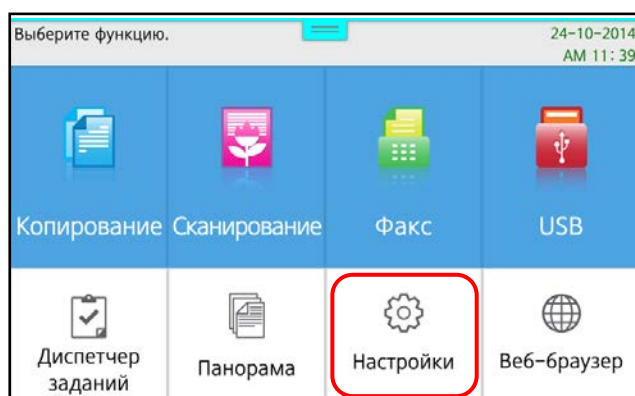 Выберите функцию.
24-10-2014
AM 11:39
Копирование Сканирование Факс USB
Диспетчер заданий
Панорама
Настройки
Веб-браузер